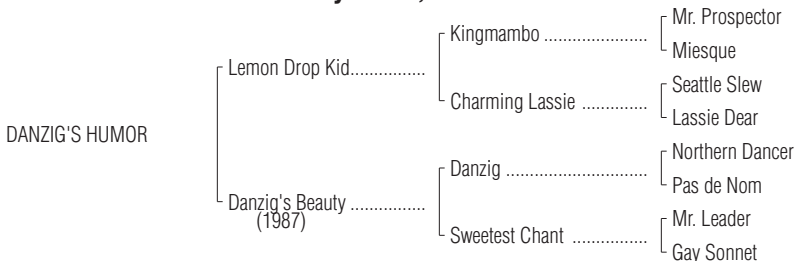 Kingmambo ......................
Mr. Prospector
Miesque
Lemon Drop Kid................
Charming Lassie ..............
Seattle Slew
Lassie Dear
DANZIG'S HUMOR
Danzig ..............................
Northern Dancer
Pas de Nom
Danzig's Beauty ................
(1987)
Sweetest Chant ................
Mr. Leader
Gay Sonnet